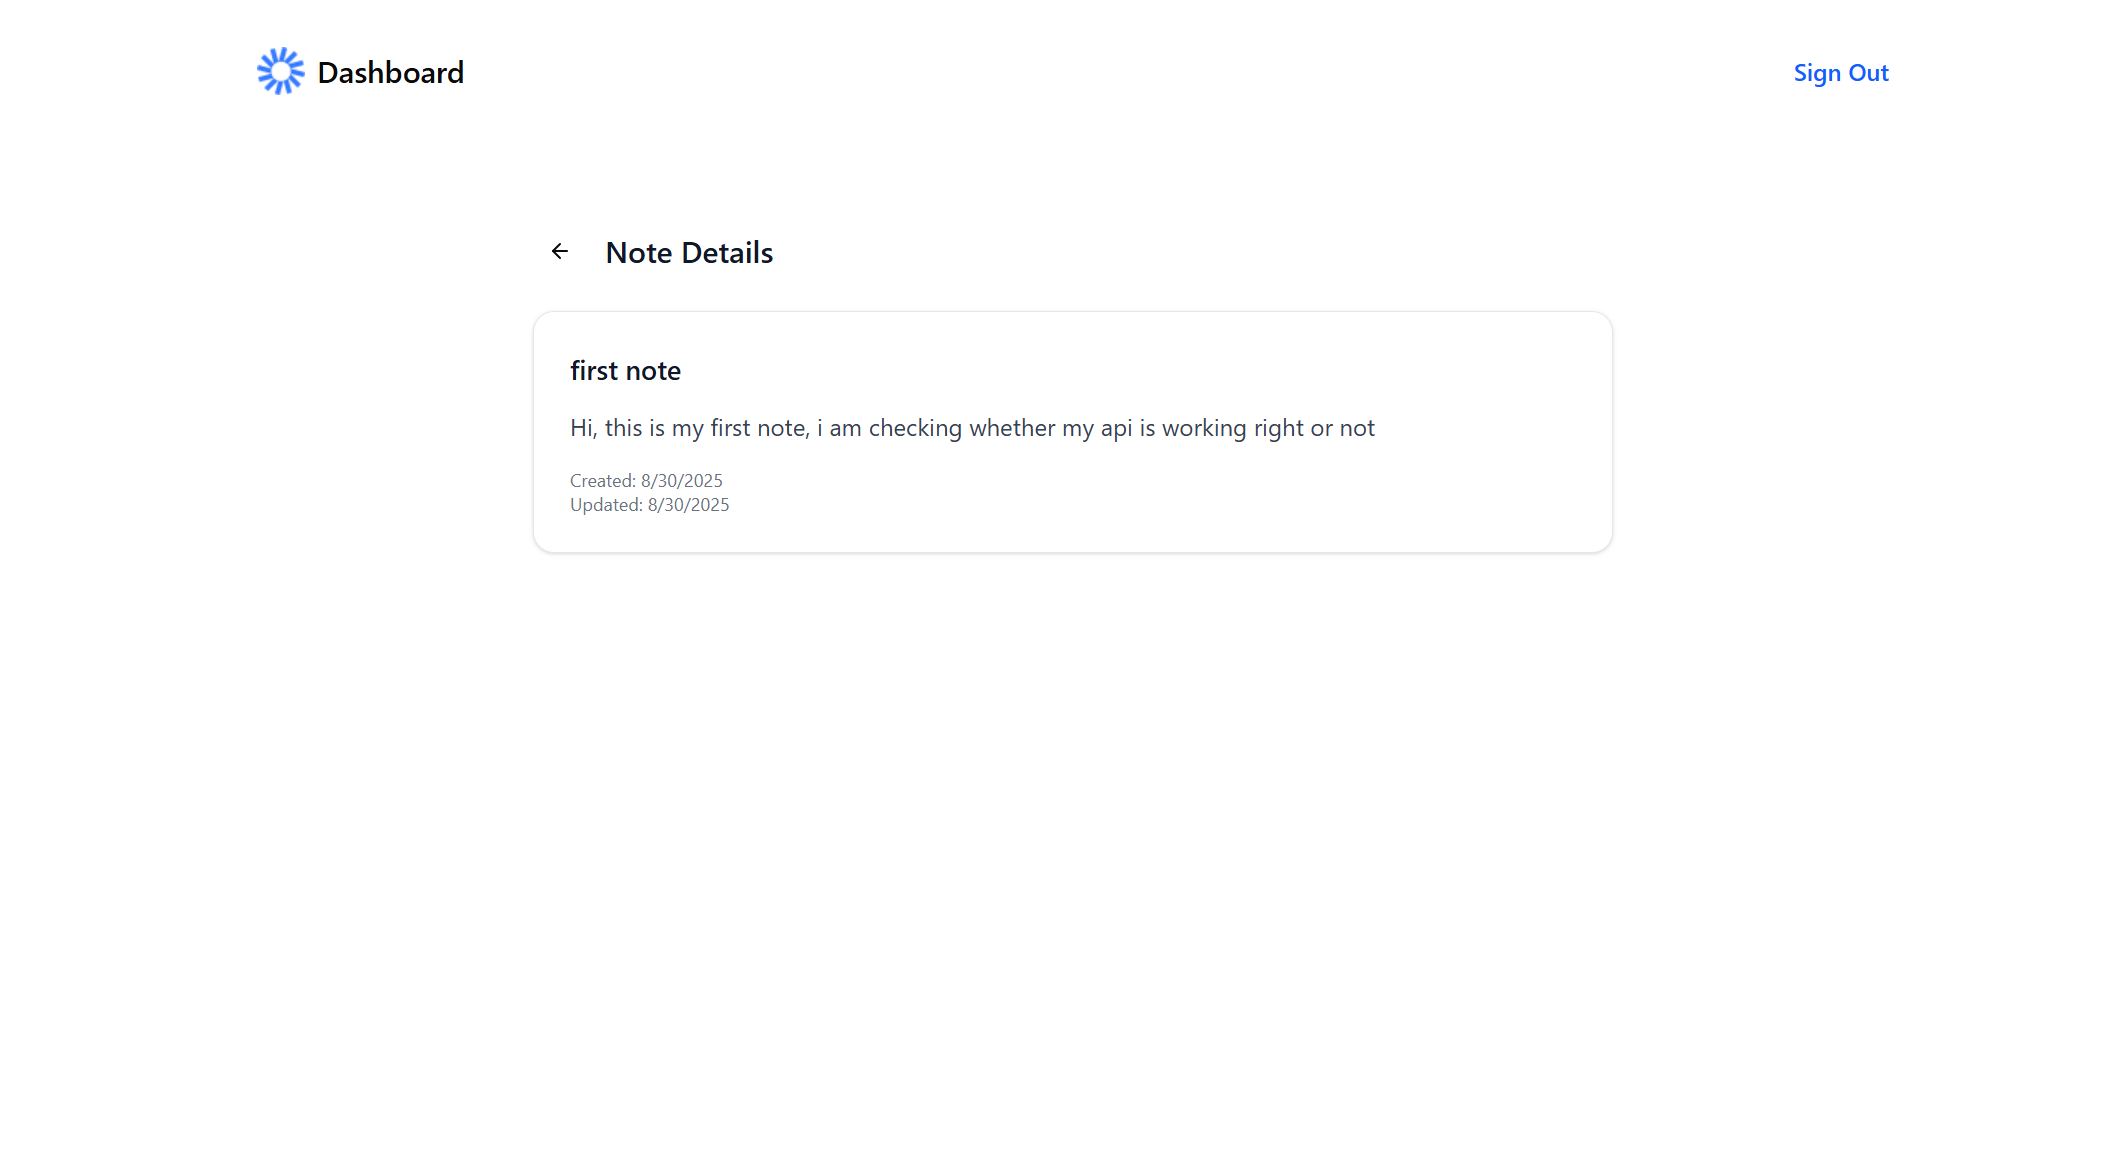 Dashboard
Sign Out
Note Details
first note
Hi, this is my first note, i am checking whether my api is working right or not
Created: 8/30/2025
Updated: 8/30/2025